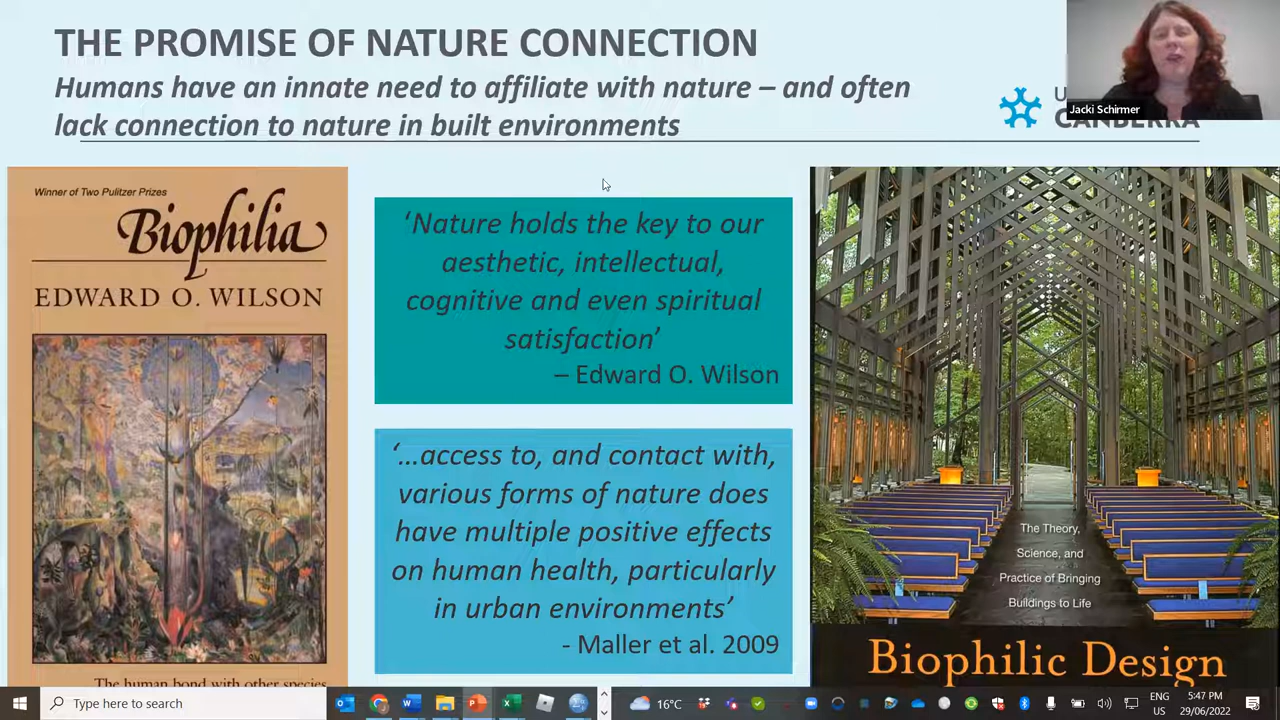 THE PROMISE OF NATURE CONNECTION
Humans have an innate need to affiliate with nature – and often
lack connection to nature in built environments
Jacki Schirmer
U
CANBERRA
Winner of Two Pulitzer Prizes
Biophilia
EDWARD O. WILSON
The human bond with other species
‘Nature holds the key to our
aesthetic, intellectual,
cognitive and even spiritual
satisfaction’
– Edward O. Wilson
‘…access to, and contact with,
various forms of nature does
have multiple positive effects
on human health, particularly
in urban environments’
- Maller et al. 2009
The Theory,
Science, and
Practice of Bringing
Buildings to Life
Biophilic Design
Type here to search
16°C
ENG
US
5:47 PM
29/06/2022